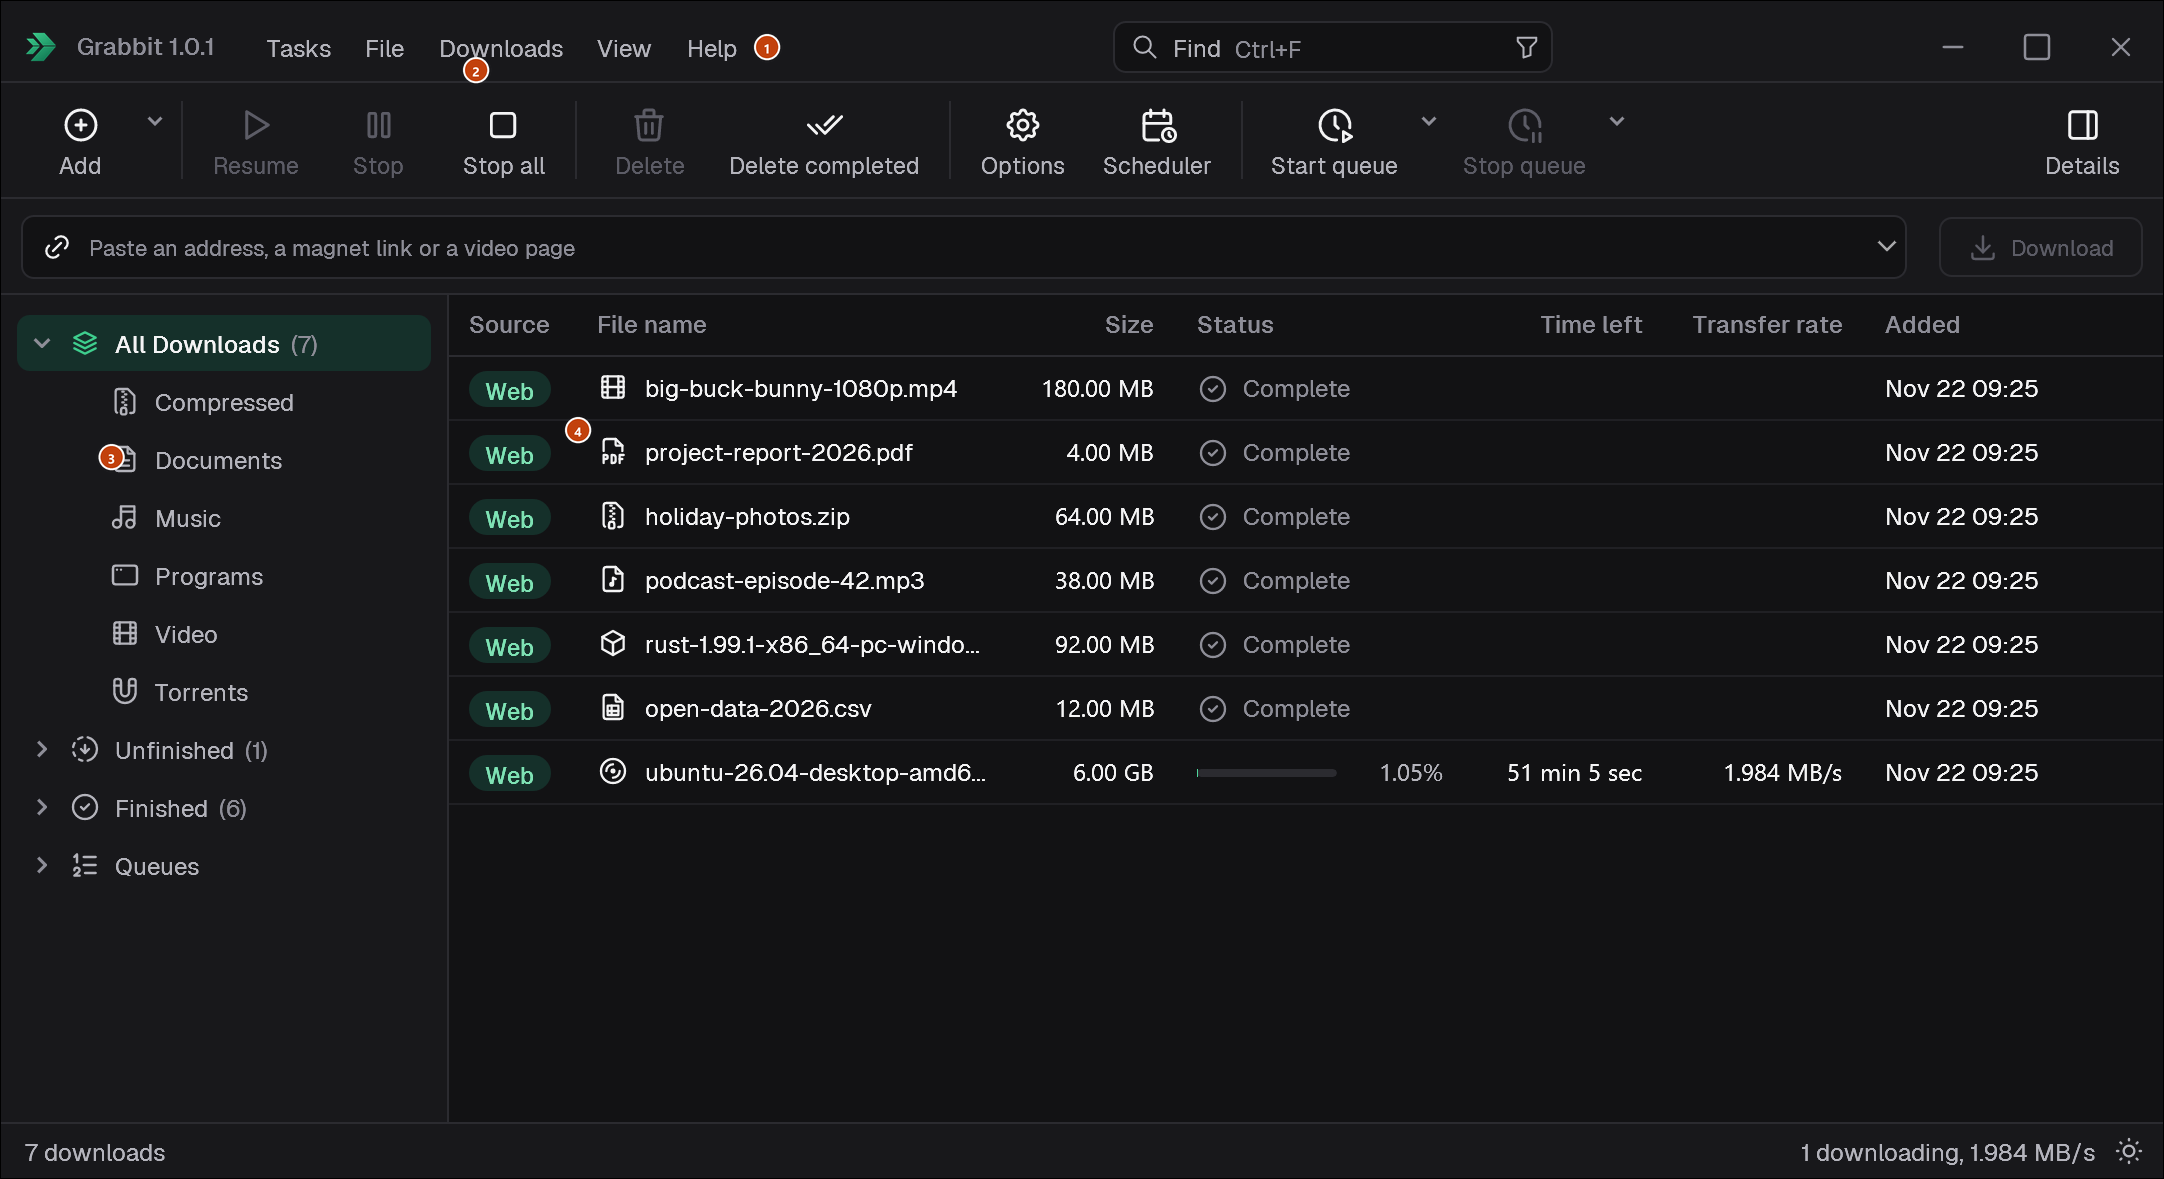 Grabbit 1.0.1 Tasks File Downloads View Help 1 Find Ctrl+F
2
Add Resume Stop Stop all Delete Delete completed Options Scheduler Start queue Stop queue Details
Paste an address, a magnet link or a video page Download
All Downloads (7)
Compressed
3 Documents
Music
Programs
Video
Torrents
Unfinished (1)
Finished (6)
Queues
Source File name Size Status Time left Transfer rate Added
Web big-buck-bunny-1080p.mp4 180.00 MB Complete Nov 22 09:25
4
Web PDF project-report-2026.pdf 4.00 MB Complete Nov 22 09:25
Web holiday-photos.zip 64.00 MB Complete Nov 22 09:25
Web podcast-episode-42.mp3 38.00 MB Complete Nov 22 09:25
Web rust-1.99.1-x86_64-pc-windo... 92.00 MB Complete Nov 22 09:25
Web open-data-2026.csv 12.00 MB Complete Nov 22 09:25
Web ubuntu-26.04-desktop-amd6... 6.00 GB 1.05% 51 min 5 sec 1.984 MB/s Nov 22 09:25
7 downloads 1 downloading, 1.984 MB/s